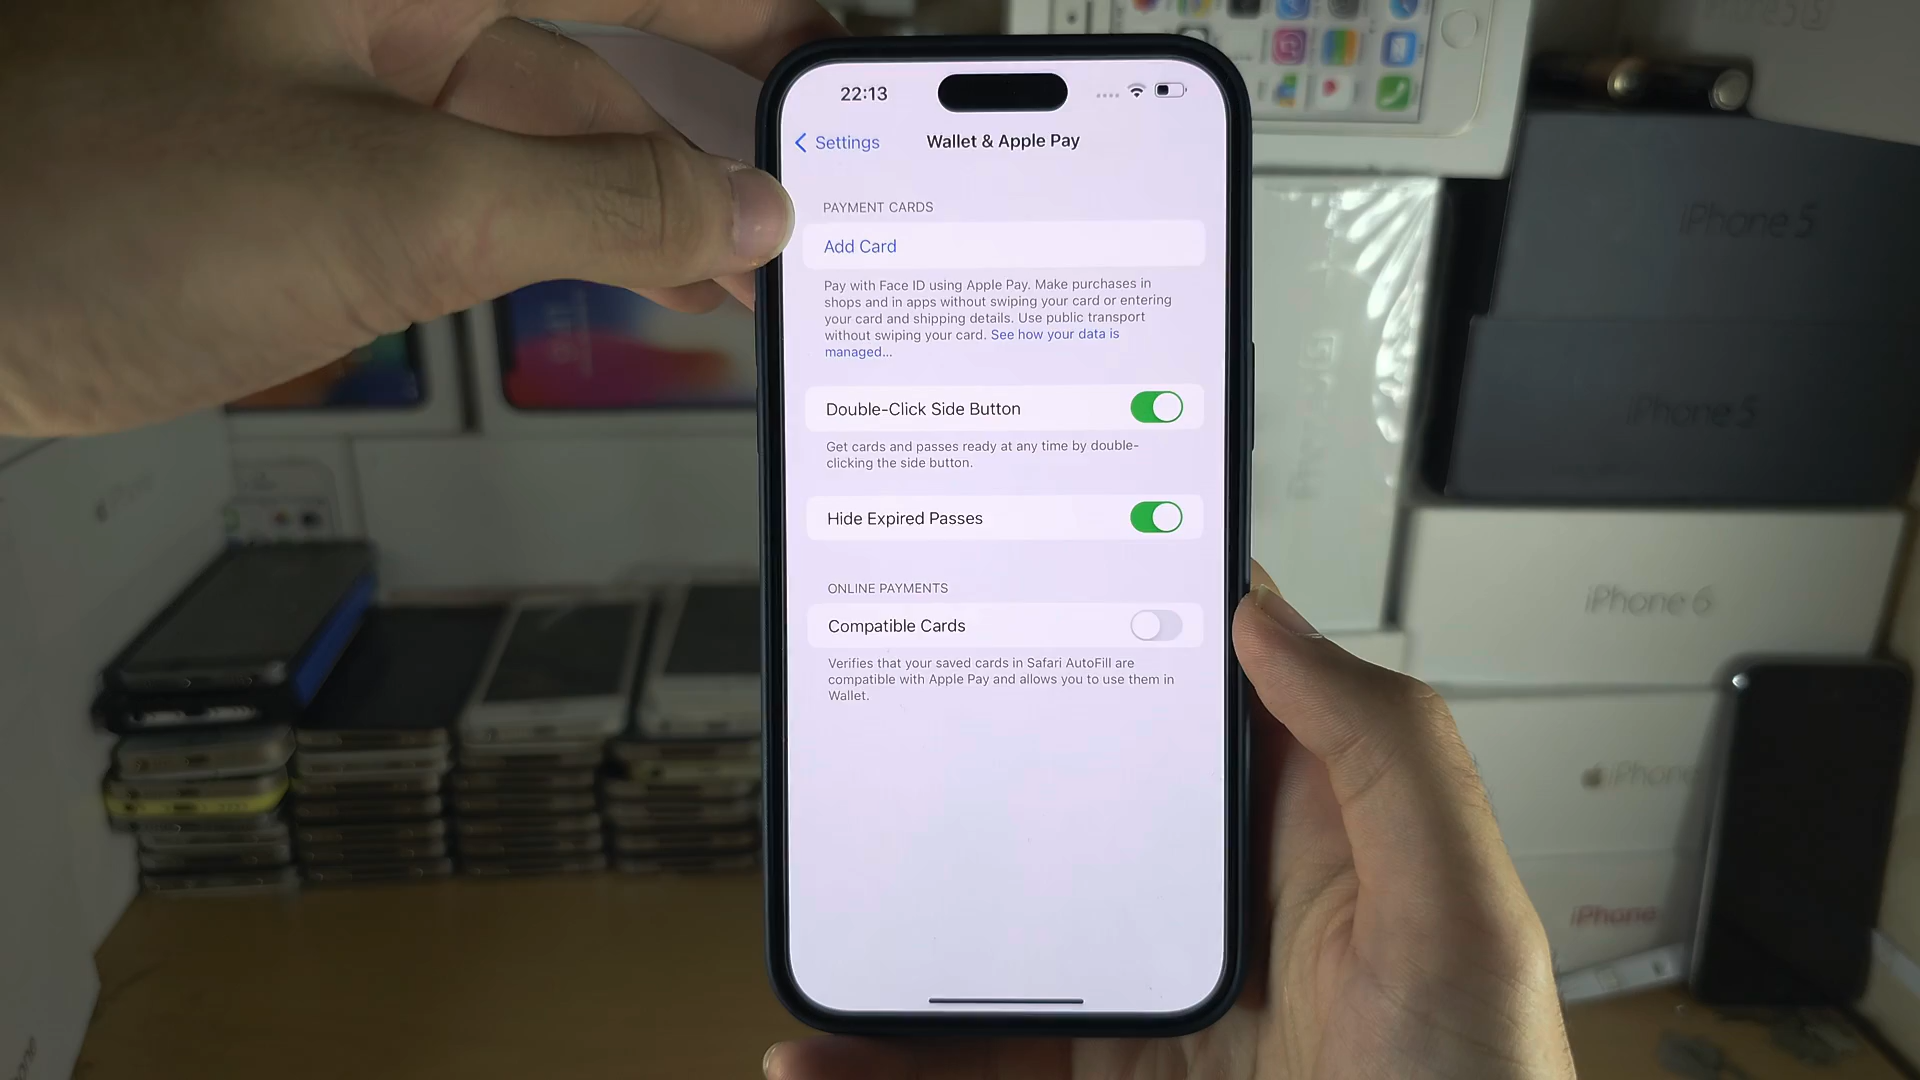 22:13
Settings
Wallet & Apple Pay
PAYMENT CARDS
Add Card
Pay with Face ID using Apple Pay. Make purchases in
shops and in apps without swiping your card or entering
your card and shipping details. Use public transport
without swiping your card. See how your data is
managed...
Double-Click Side Button
Get cards and passes ready at any time by double-
clicking the side button.
Hide Expired Passes
ONLINE PAYMENTS
Compatible Cards
Verifies that your saved cards in Safari AutoFill are
compatible with Apple Pay and allows you to use them in
Wallet.
iPhone 5
iPhone 5
iPhone 6
iPhone
iPhone